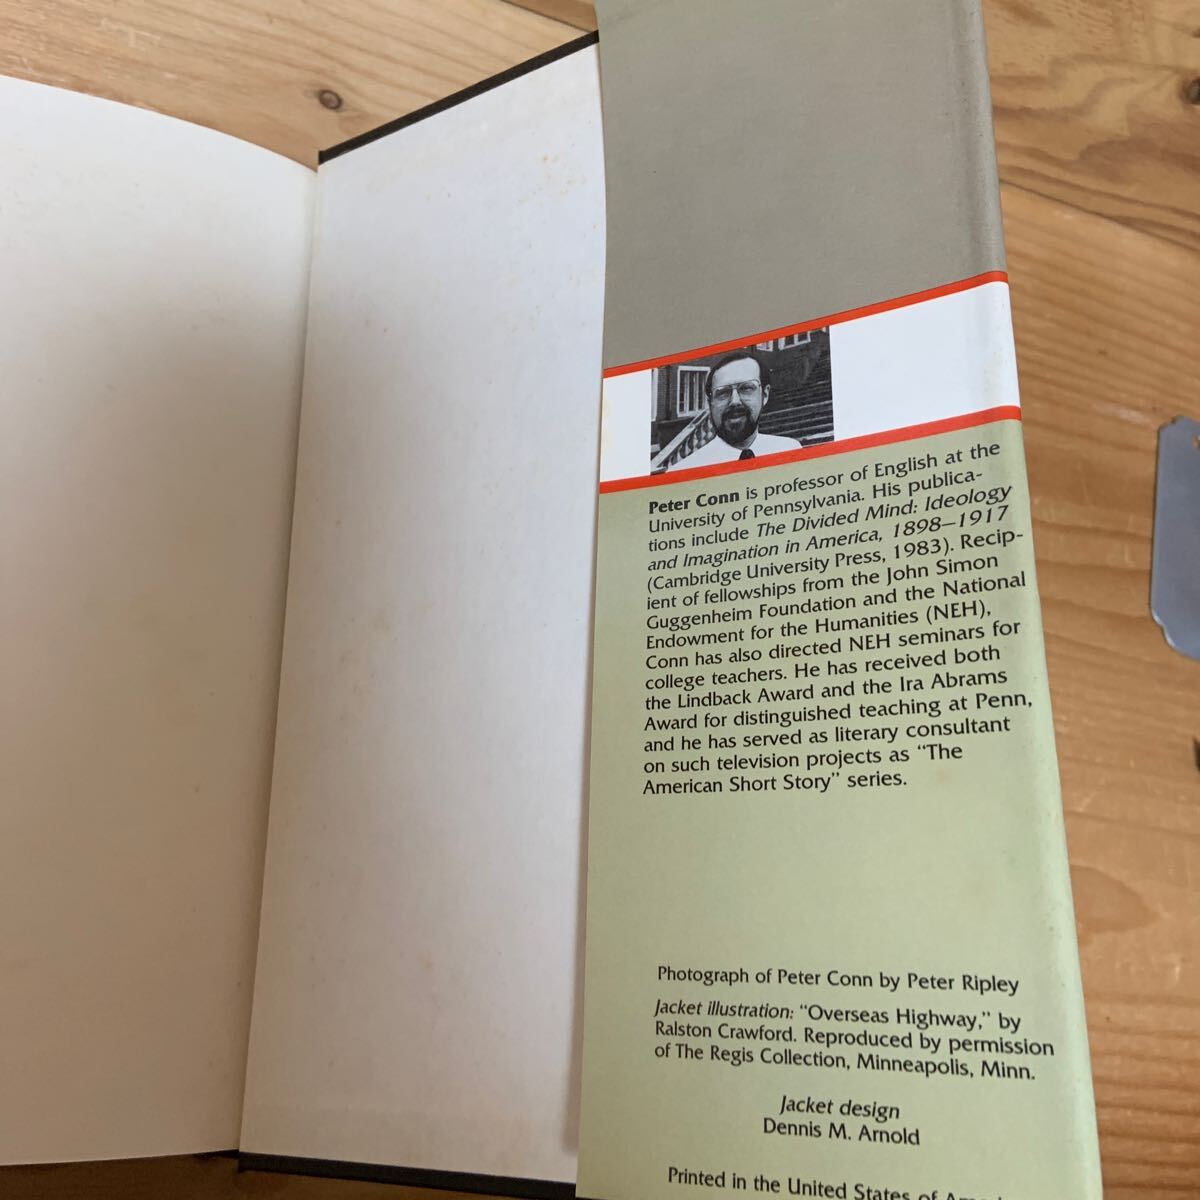 Peter Conn is professor of English at the
University of Pennsylvania. His publica-
tions include The Divided Mind: Ideology
and Imagination in America, 1898–1917
(Cambridge University Press, 1983). Recip-
ient of fellowships from the John Simon
Guggenheim Foundation and the National
Endowment for the Humanities (NEH),
Conn has also directed NEH seminars for
college teachers. He has received both
the Lindback Award and the Ira Abrams
Award for distinguished teaching at Penn,
and he has served as literary consultant
on such television projects as “The
American Short Story” series.
Photograph of Peter Conn by Peter Ripley
Jacket illustration: “Overseas Highway,” by
Ralston Crawford. Reproduced by permission
of The Regis Collection, Minneapolis, Minn.
Jacket design
Dennis M. Arnold
Printed in the United States of